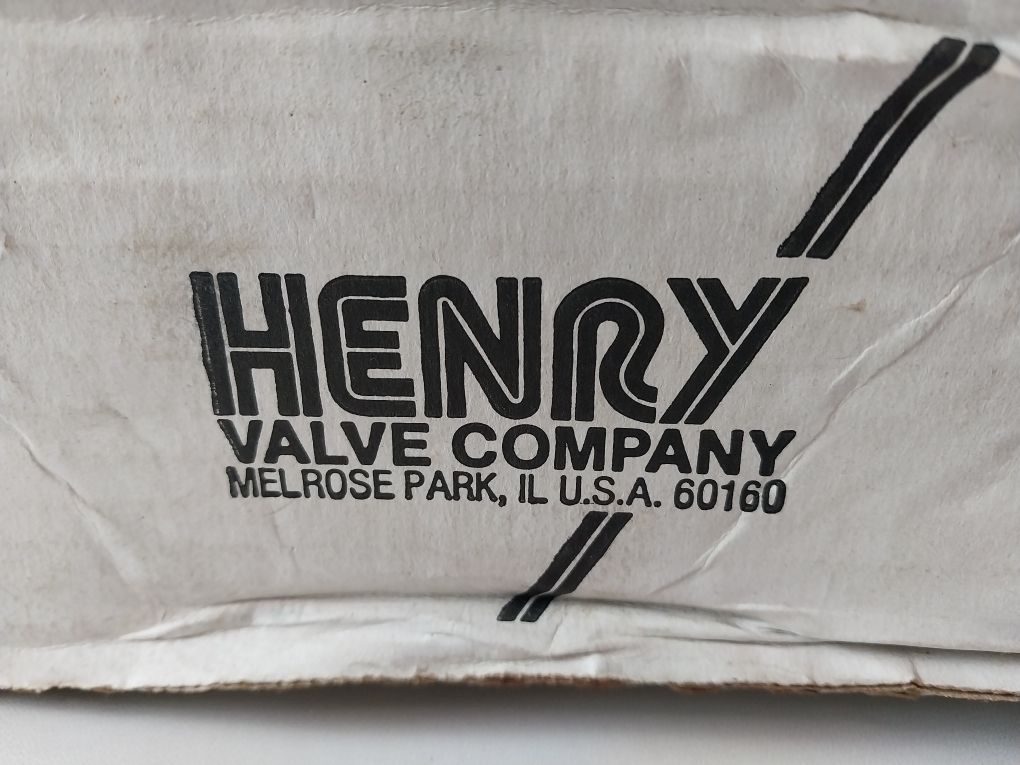 HENRY
VALVE COMPANY
MELROSE PARK, IL U.S.A. 60160